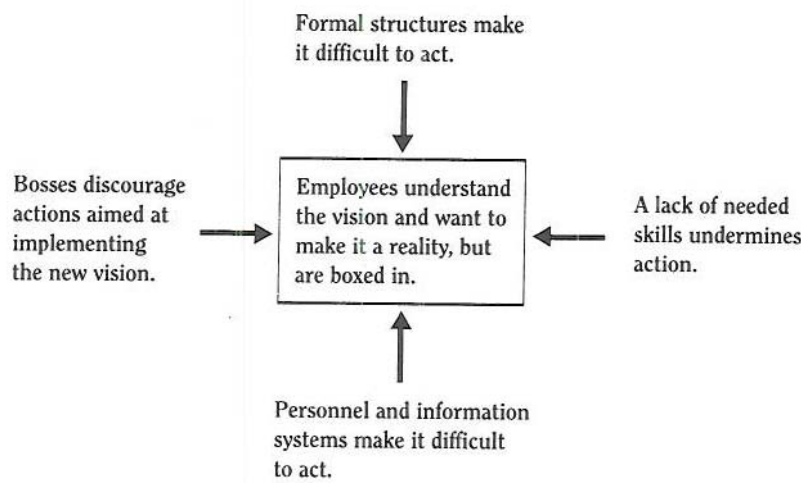 Formal structures make
it difficult to act.
Bosses discourage
actions aimed at
implementing
the new vision.
Employees understand
the vision and want to
make it a reality, but
are boxed in.
A lack of needed
skills undermines
action.
Personnel and information
systems make it difficult
to act.